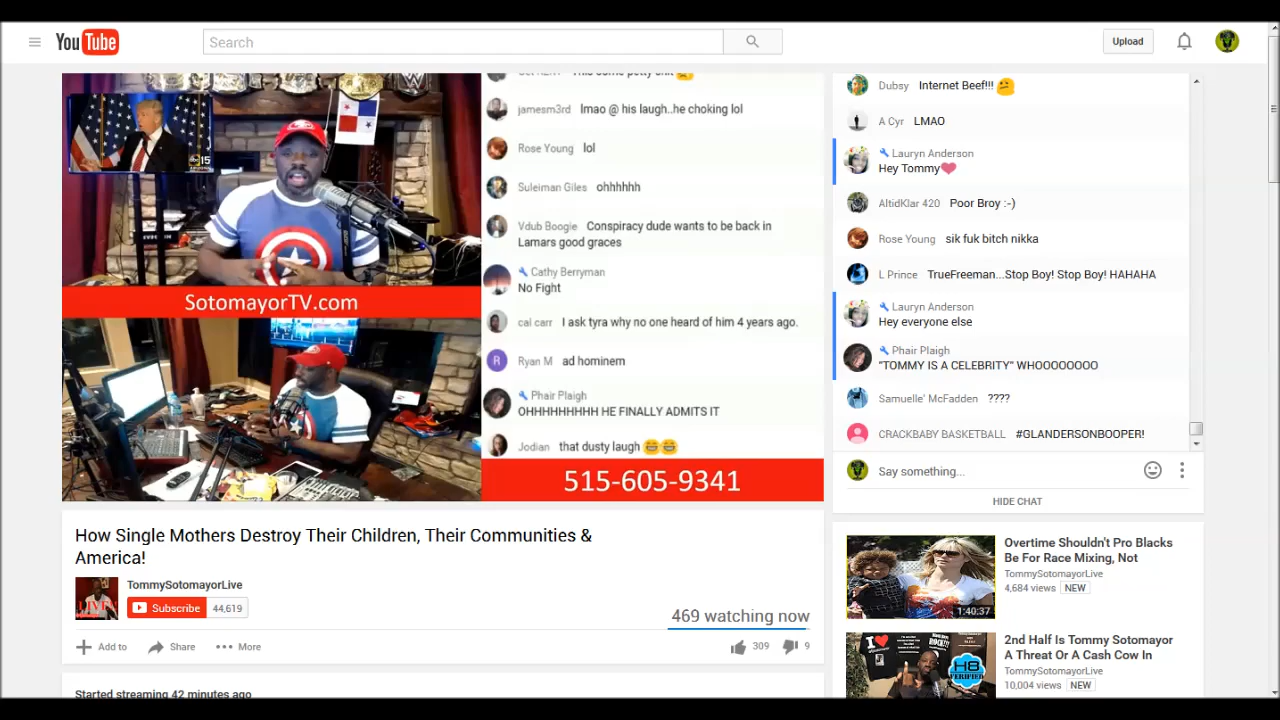 YouTube
Search
Upload
abc 15
SotomayorTV.com
jamesm3rd lmao @ his laugh..he choking lol
Rose Young lol
Suleiman Giles ohhhhhh
Vdub Boogie Conspiracy dude wants to be back in
Lamars good graces
Cathy Berryman
No Fight
cal carr I ask tyra why no one heard of him 4 years ago.
R Ryan M ad hominem
Phair Plaigh
OHHHHHHHHH HE FINALLY ADMITS IT
Jodian that dusty laugh 😂😂
515-605-9341
Dubsy Internet Beef!!!
A Cyr LMAO
Lauryn Anderson
Hey Tommy❤
AltidKlar 420 Poor Broy :-)
Rose Young sik fuk bitch nikka
L Prince TrueFreeman...Stop Boy! Stop Boy! HAHAHA
Lauryn Anderson
Hey everyone else
Phair Plaigh
"TOMMY IS A CELEBRITY" WHOOOOOOOO
Samuelle' McFadden ????
CRACKBABY BASKETBALL #GLANDERSONBOOPER!
Say something...
HIDE CHAT
How Single Mothers Destroy Their Children, Their Communities &
America!
TommySotomayorLive
Subscribe 44,619
469 watching now
Add to Share More
309 9
Started streaming 42 minutes ago
Overtime Shouldn't Pro Blacks
Be For Race Mixing, Not
TommySotomayorLive
4,684 views NEW
1:40:37
2nd Half Is Tommy Sotomayor
A Threat Or A Cash Cow In
TommySotomayorLive
10,004 views NEW
H8
VERIFIED